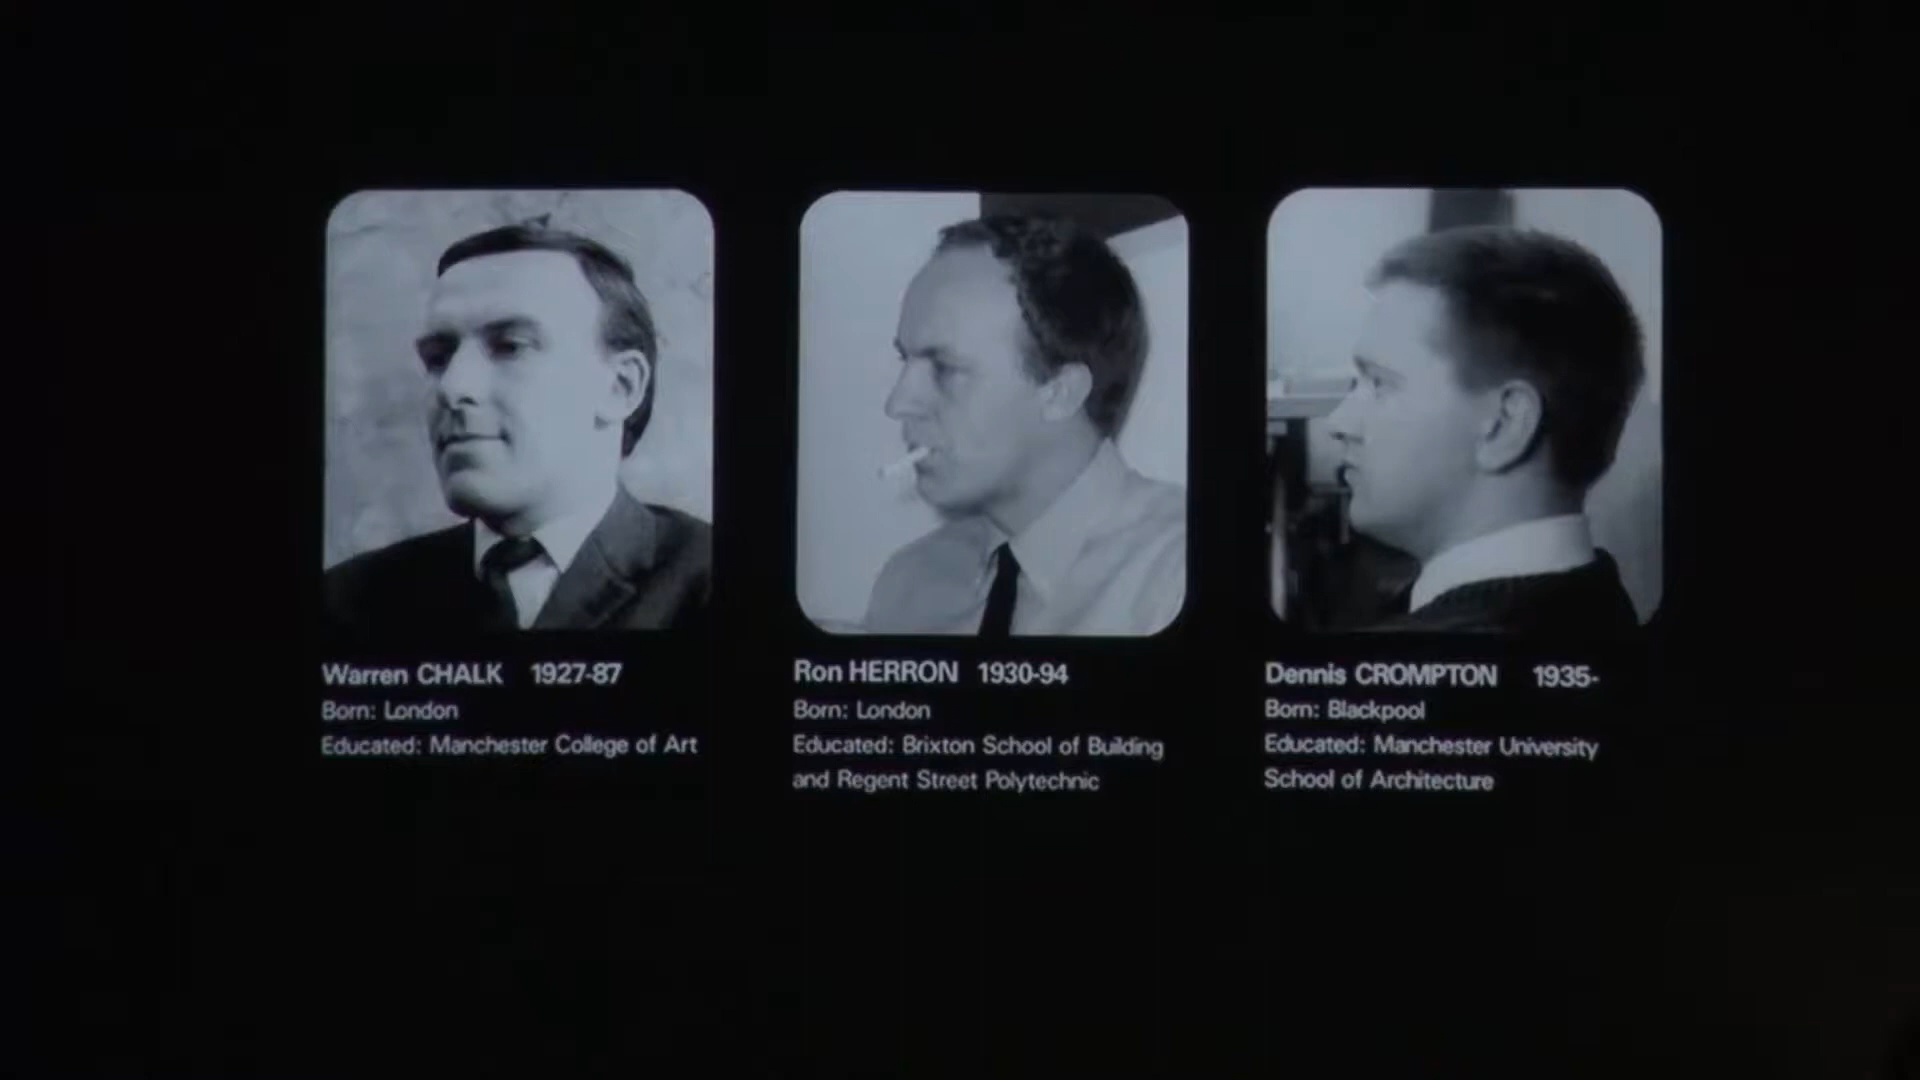 Warren CHALK 1927-87
Born: London
Educated: Manchester College of Art
Ron HERRON 1930-94
Born: London
Educated: Brixton School of Building
and Regent Street Polytechnic
Dennis CROMPTON 1935-
Born: Blackpool
Educated: Manchester University
School of Architecture